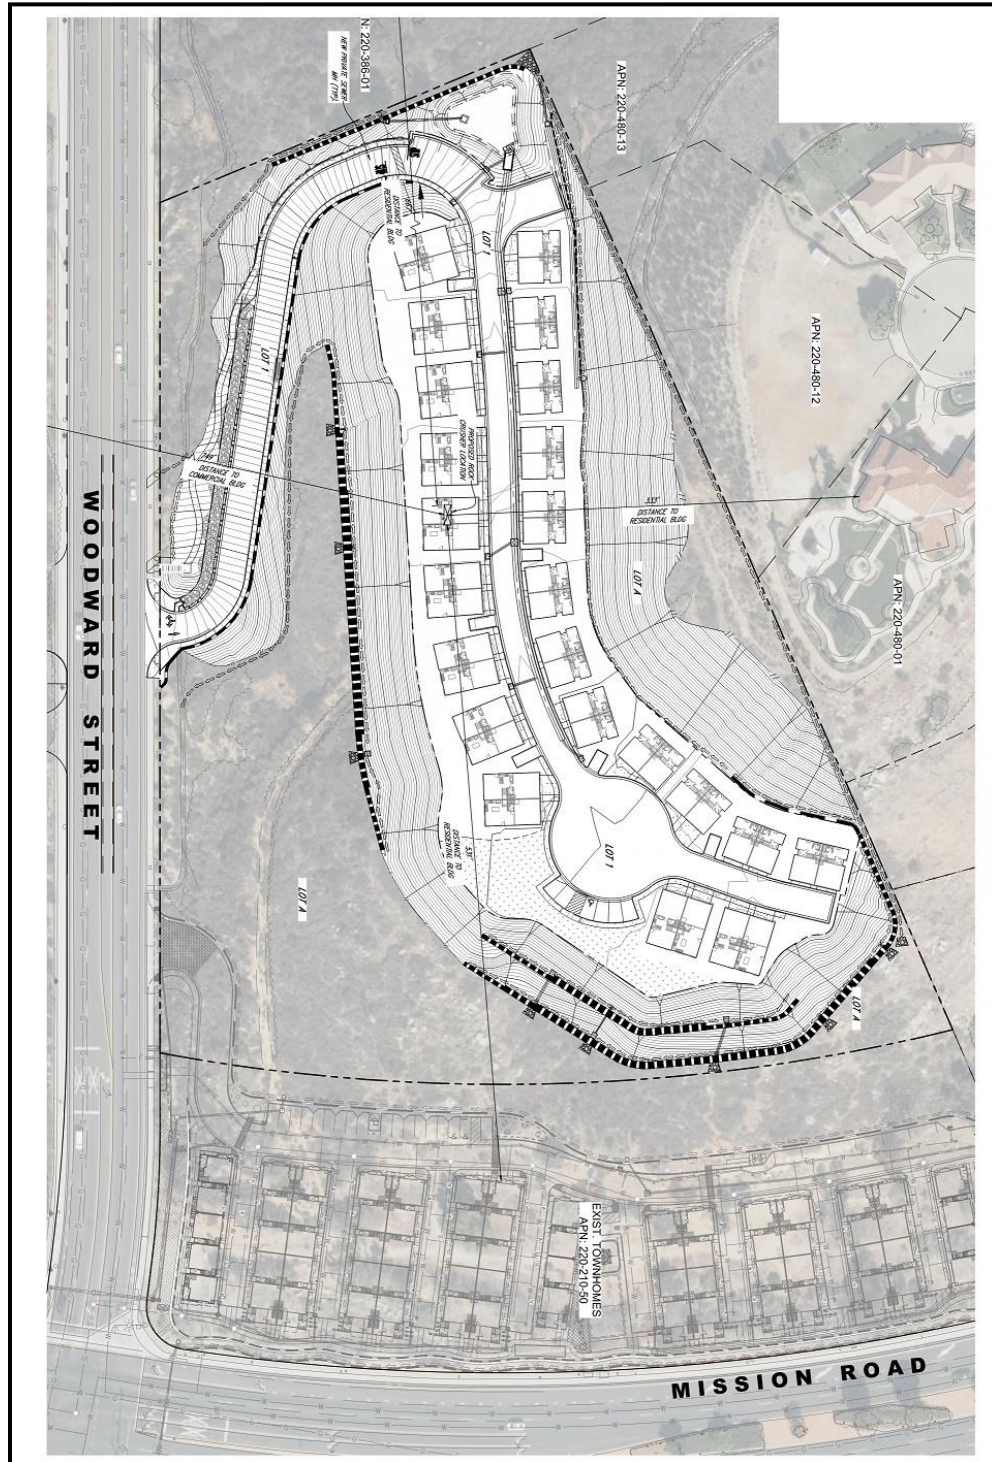 N: 220-386-01
NEW PRIVATE SEWER
MH (TYP)
APN: 220-480-13
DISTANCE TO
RESIDENTIAL BLDG
LOT 1
APN: 220-480-12
LOT 1
PROPOSED ROCK
CRUSHER LOCATION
749'
DISTANCE TO
COMMERCIAL BLDG
333'
DISTANCE TO
RESIDENTIAL BLDG
LOT A
APN: 220-480-01
WOODWARD STREET
531'
DISTANCE TO
RESIDENTIAL BLDG
LOT 1
LOT A
LOT A
EXIST. TOWNHOMES
APN: 220-210-50
MISSION ROAD